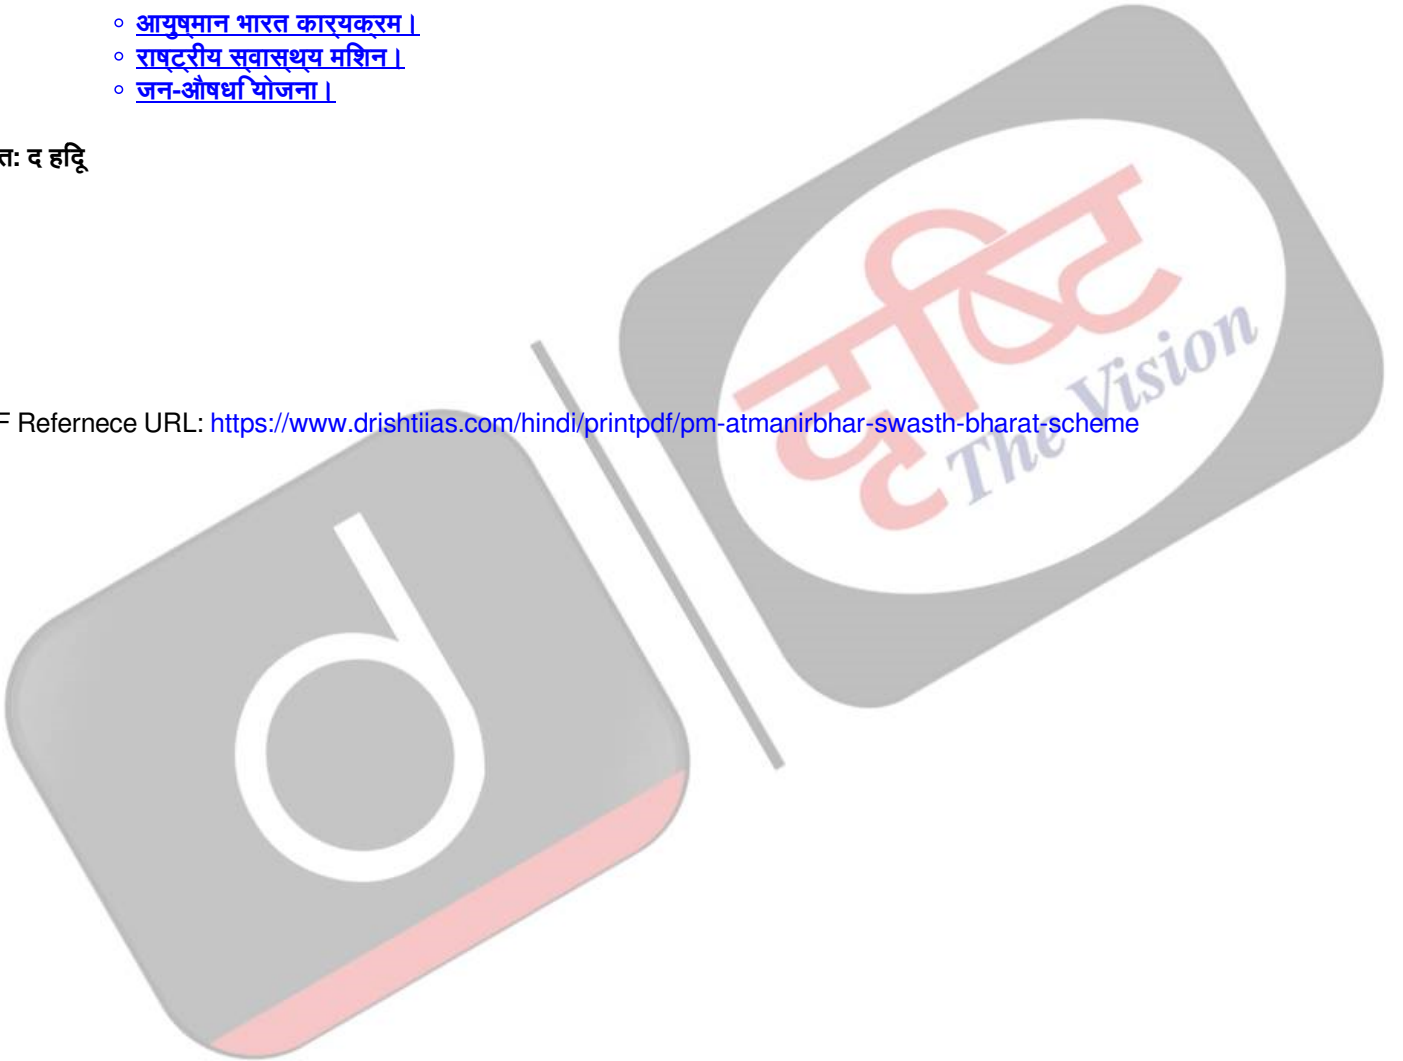 आयुष्मान भारत कार्यक्रम।
राष्ट्रीय स्वास्थ्य मिशन।
जन-औषधि योजना।
त: द हिंदू
F Refernece URL: https://www.drishtiias.com/hindi/printpdf/pm-atmanirbhar-swasth-bharat-scheme
दृष्टि
The Vision
d